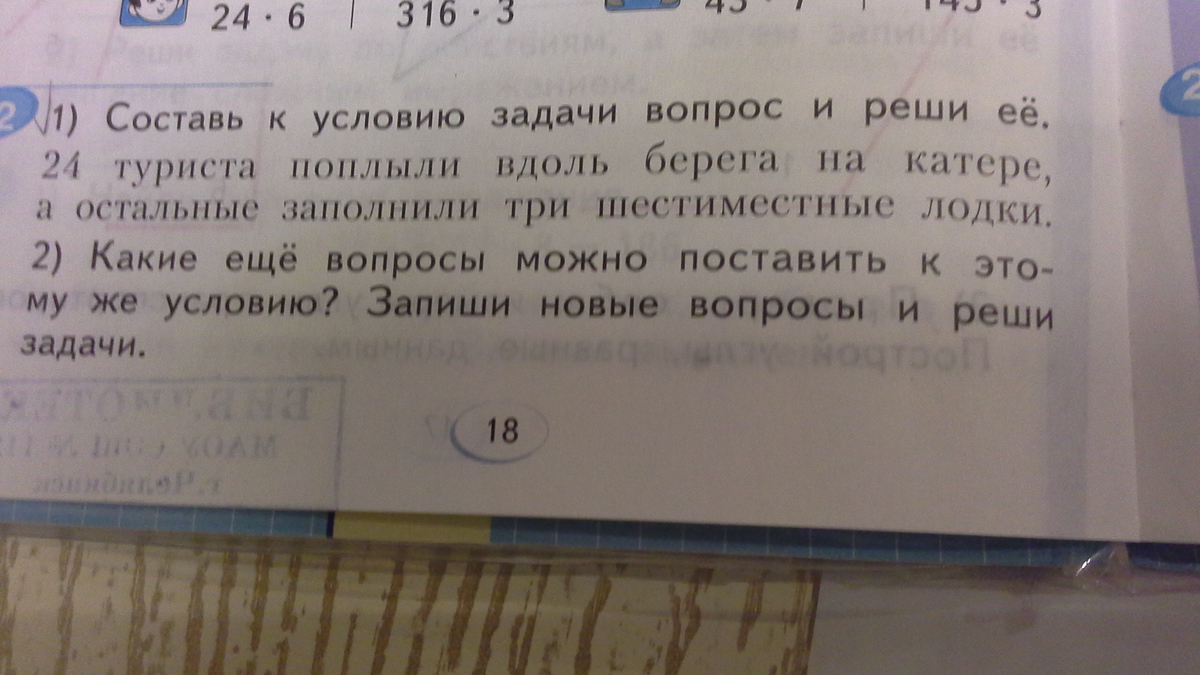 24 · 6 | 316 · 3
2 1) Составь к условию задачи вопрос и реши её.
24 туриста поплыли вдоль берега на катере,
а остальные заполнили три шестиместные лодки.
2) Какие ещё вопросы можно поставить к это-
му же условию? Запиши новые вопросы и реши
задачи.
18
2